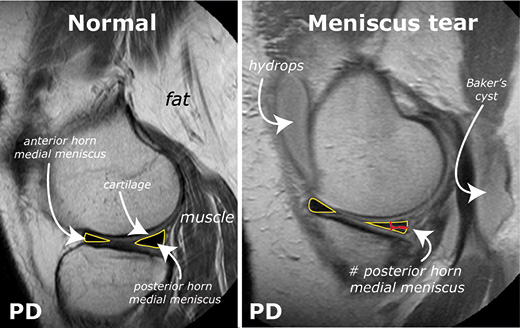 Normal
fat
anterior horn
medial meniscus
cartilage
muscle
posterior horn
medial meniscus
PD
Meniscus tear
hydrops
Baker's
cyst
# posterior horn
medial meniscus
PD